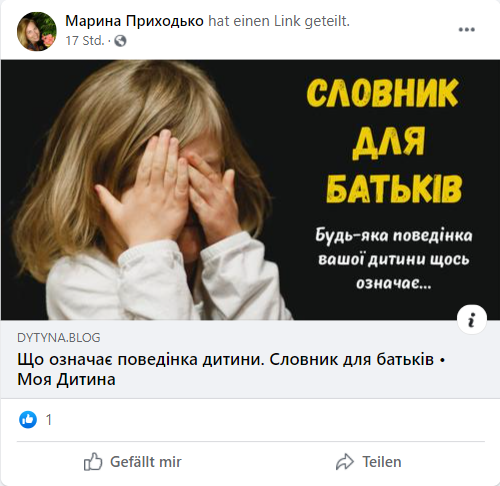 Марина Приходько hat einen Link geteilt.
17 Std. ·
СЛОВНИК
ДЛЯ
БАТЬКІВ
Будь-яка поведінка
вашої дитини щось
означає...
DYTYNA.BLOG
Що означає поведінка дитини. Словник для батьків •
Моя Дитина
1
Gefällt mir
Teilen